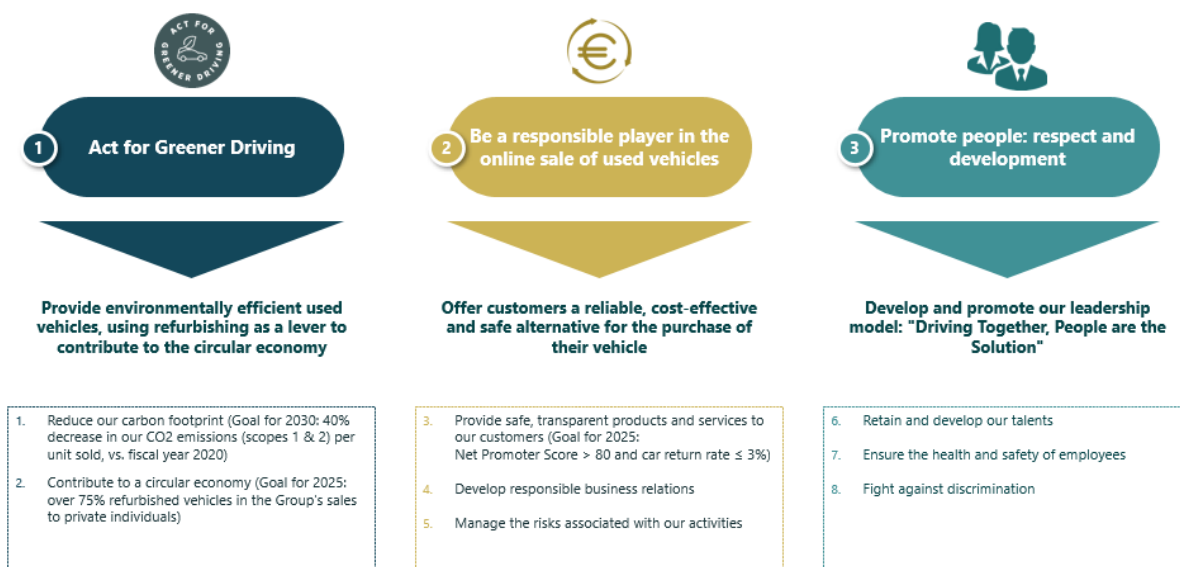 ACT FOR
GREENER DRIVING
1
Act for Greener Driving
Provide environmentally efficient used
vehicles, using refurbishing as a lever to
contribute to the circular economy
1. Reduce our carbon footprint (Goal for 2030: 40%
decrease in our CO2 emissions (scopes 1 & 2) per
unit sold, vs. fiscal year 2020)
2. Contribute to a circular economy (Goal for 2025:
over 75% refurbished vehicles in the Group's sales
to private individuals)
€
2
Be a responsible player in the
online sale of used vehicles
Offer customers a reliable, cost-effective
and safe alternative for the purchase of
their vehicle
3. Provide safe, transparent products and services to
our customers (Goal for 2025:
Net Promoter Score > 80 and car return rate ≤ 3%)
4. Develop responsible business relations
5. Manage the risks associated with our activities
3
Promote people: respect and
development
Develop and promote our leadership
model: "Driving Together, People are the
Solution"
6. Retain and develop our talents
7. Ensure the health and safety of employees
8. Fight against discrimination